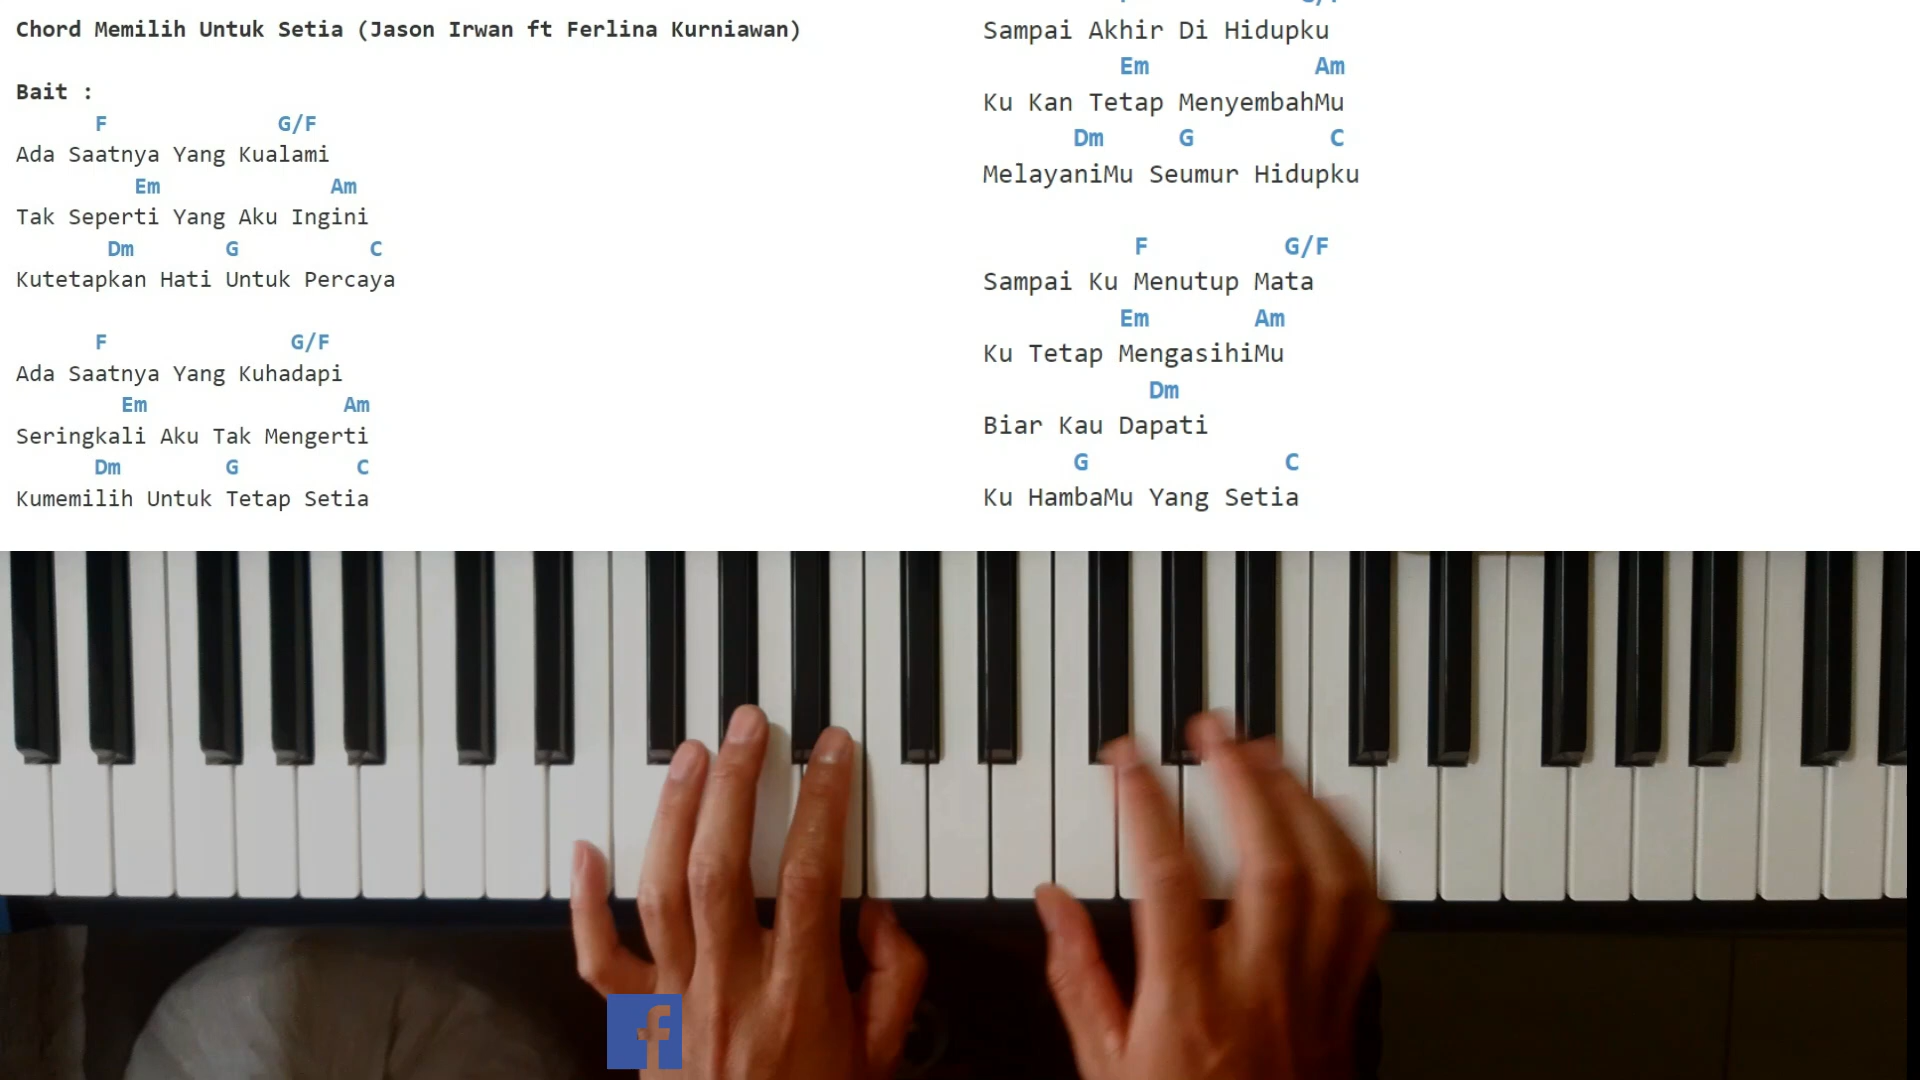 Chord Memilih Untuk Setia (Jason Irwan ft Ferlina Kurniawan)
Bait :
F G/F
Ada Saatnya Yang Kualami
Em Am
Tak Seperti Yang Aku Ingini
Dm G C
Kutetapkan Hati Untuk Percaya
F G/F
Ada Saatnya Yang Kuhadapi
Em Am
Seringkali Aku Tak Mengerti
Dm G C
Kumemilih Untuk Tetap Setia
Sampai Akhir Di Hidupku
Em Am
Ku Kan Tetap MenyembahMu
Dm G C
MelayaniMu Seumur Hidupku
F G/F
Sampai Ku Menutup Mata
Em Am
Ku Tetap MengasihiMu
Dm
Biar Kau Dapati
G C
Ku HambaMu Yang Setia
f